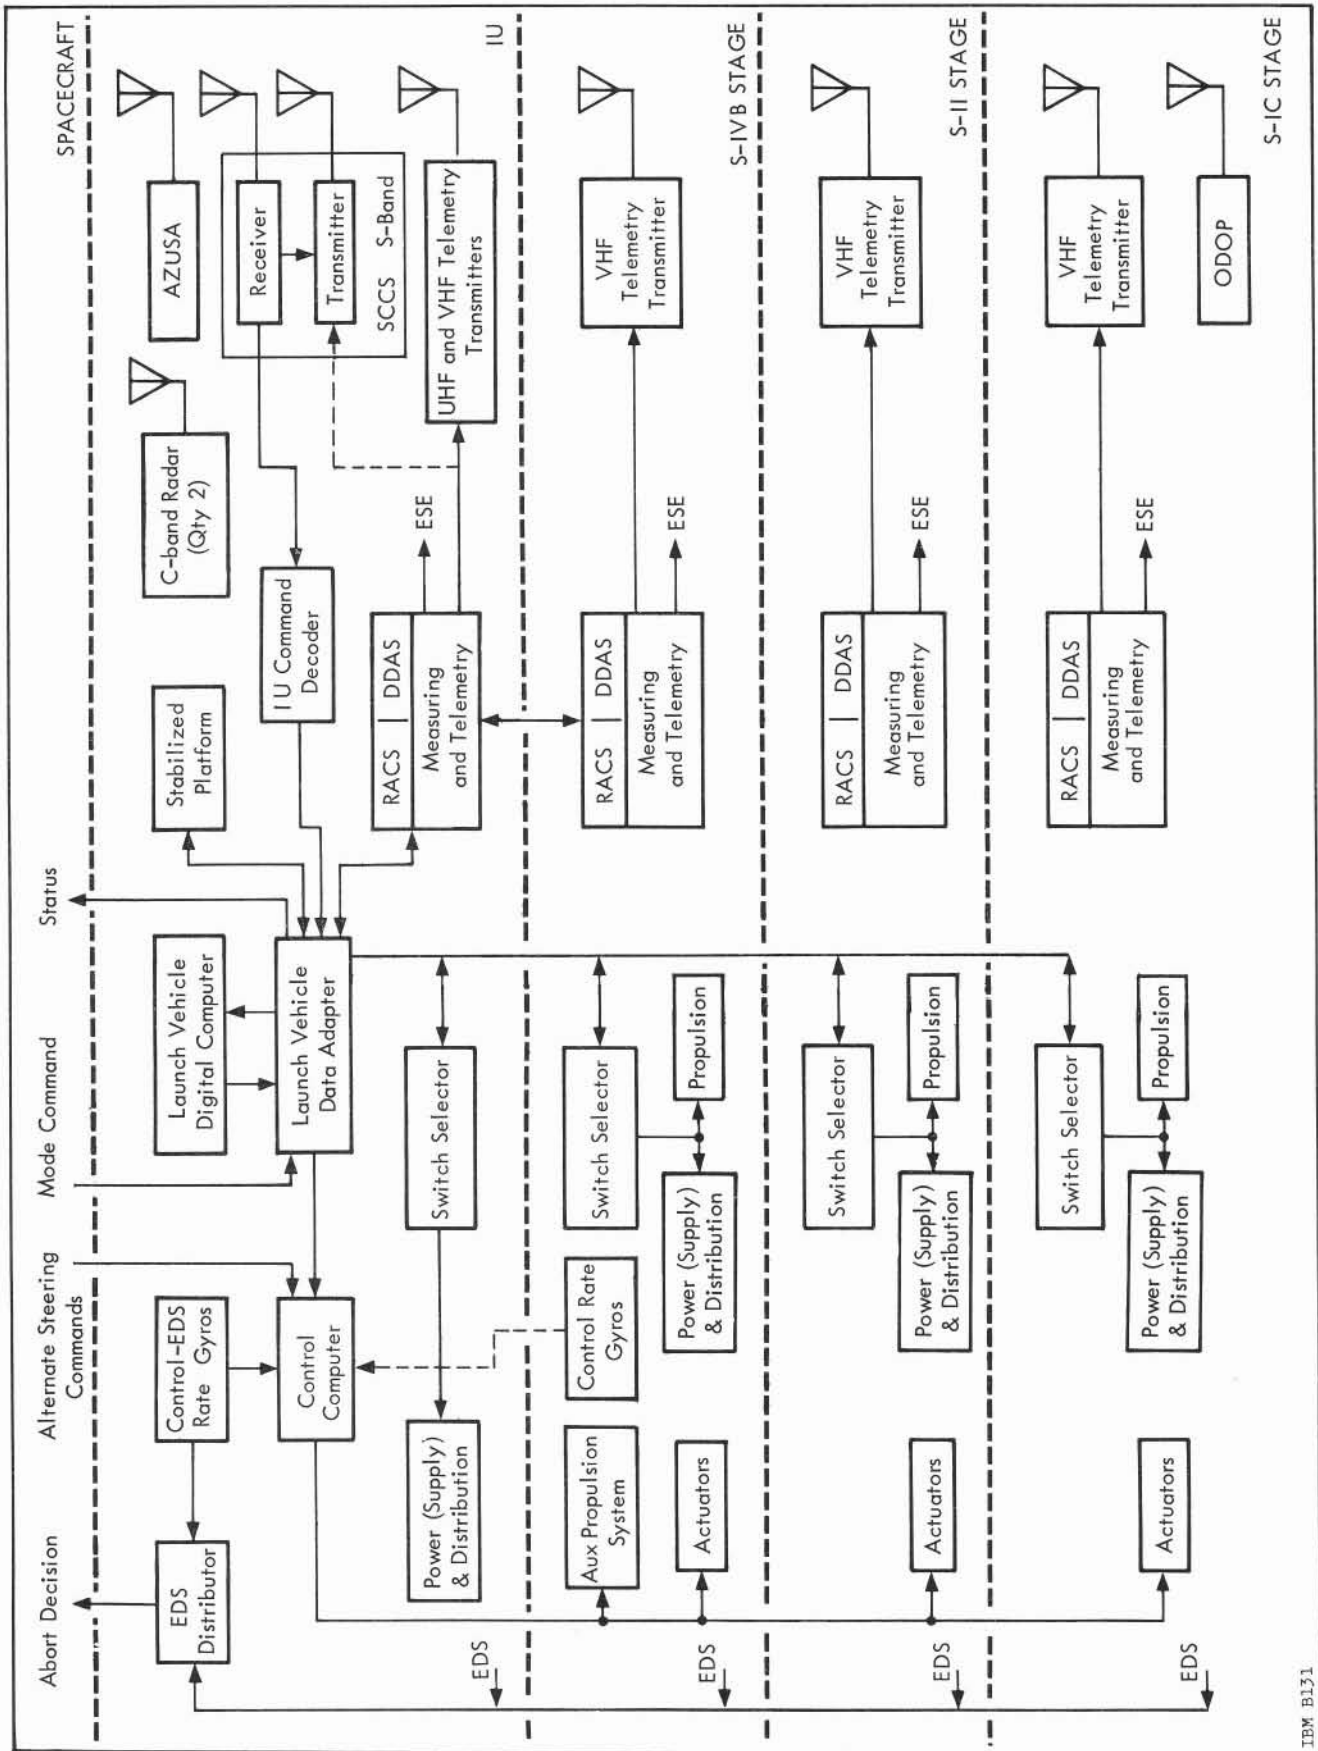 Abort Decision
Alternate Steering
Commands
Mode Command
Status
SPACECRAFT
EDS
Distributor
Control-EDS
Rate Gyros
Launch Vehicle
Digital Computer
Stabilized
Platform
C-band Radar
(Qty 2)
AZUSA
Control
Computer
Launch Vehicle
Data Adapter
IU Command
Decoder
Receiver
Transmitter
SCCS S-Band
Power (Supply)
& Distribution
Switch Selector
RACS | DDAS
Measuring
and Telemetry
ESE
UHF and VHF Telemetry
Transmitters
EDS
IU
Aux Propulsion
System
Control Rate
Gyros
Switch Selector
RACS | DDAS
Measuring
and Telemetry
ESE
VHF
Telemetry
Transmitter
Actuators
Power (Supply)
& Distribution
Propulsion
EDS
S-IVB STAGE
Switch Selector
RACS | DDAS
Measuring
and Telemetry
ESE
VHF
Telemetry
Transmitter
Actuators
Power (Supply)
& Distribution
Propulsion
EDS
S-II STAGE
Switch Selector
RACS | DDAS
Measuring
and Telemetry
ESE
VHF
Telemetry
Transmitter
ODOP
Actuators
Power (Supply)
& Distribution
Propulsion
EDS
S-IC STAGE
IBM B131